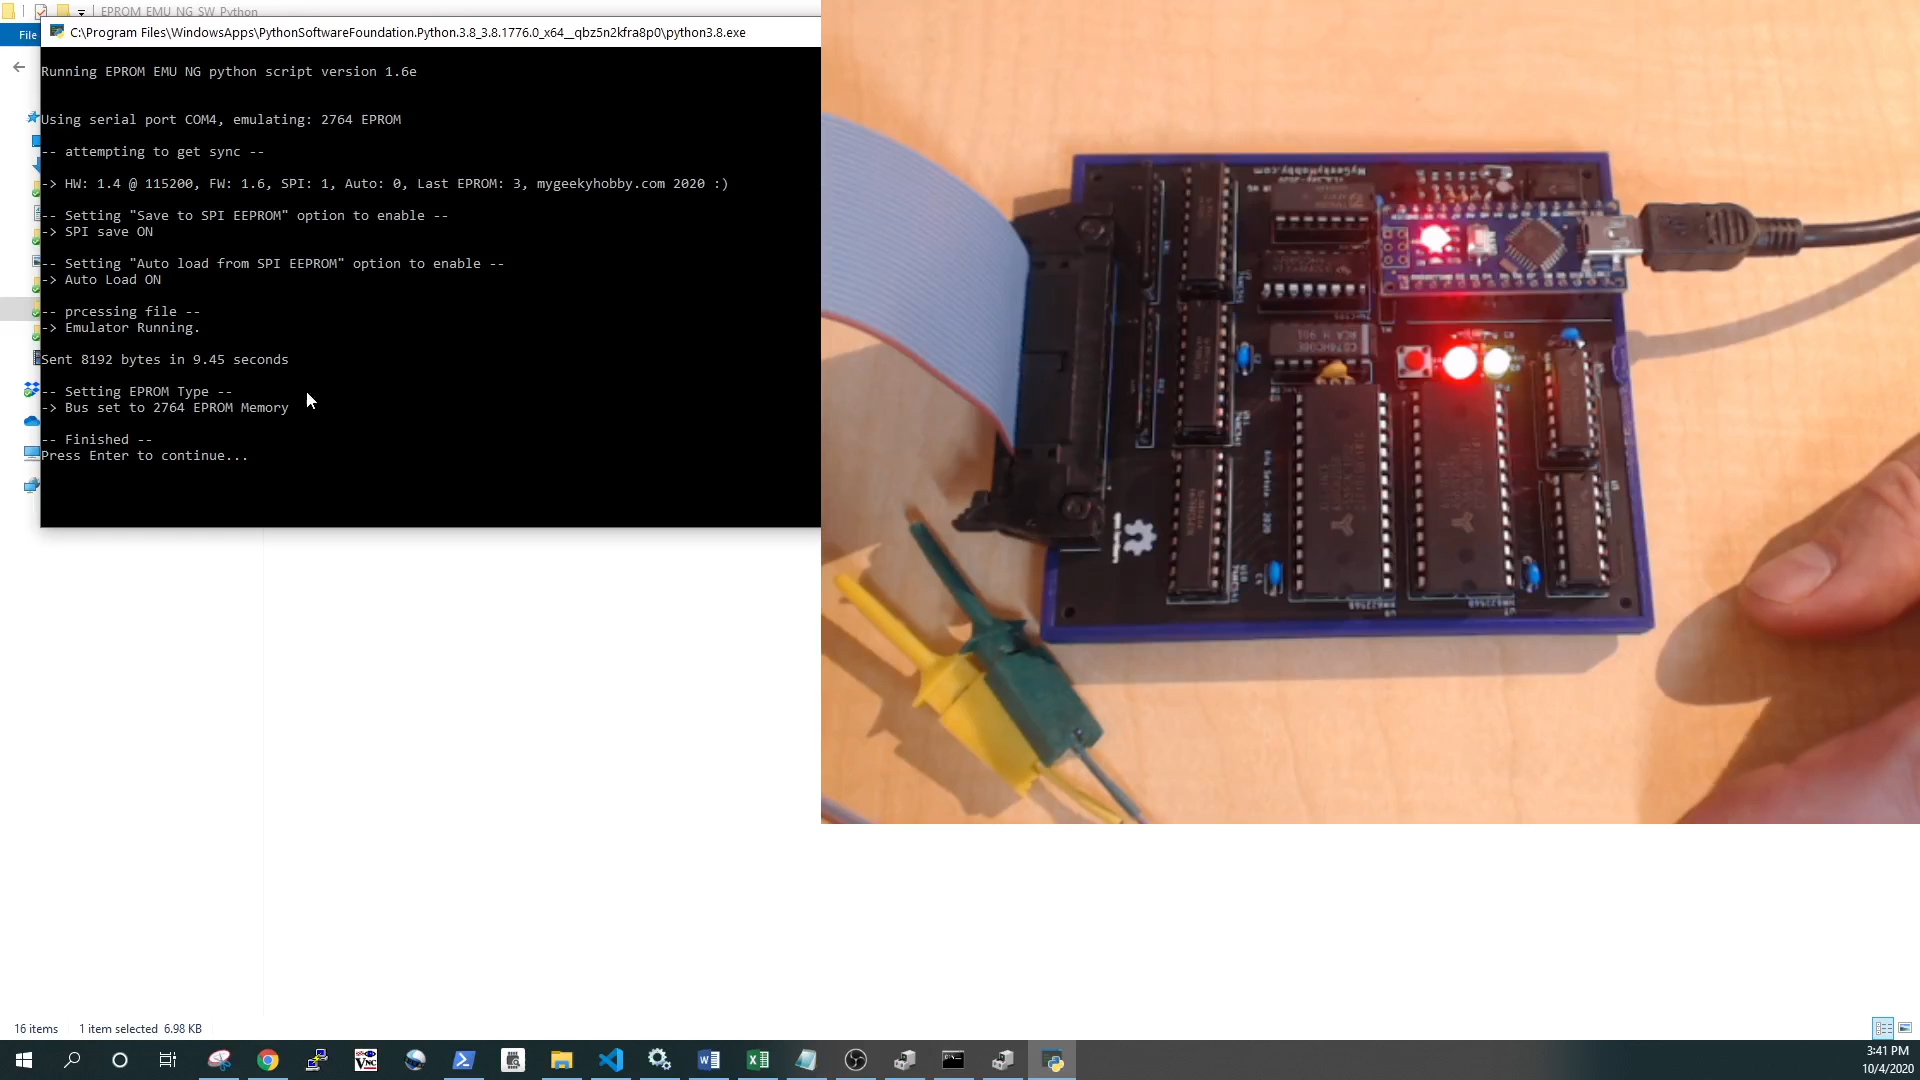 EPROM_EMU_NG_SW_Python
File
C:\Program Files\WindowsApps\PythonSoftwareFoundation.Python.3.8_3.8.1776.0_x64__qbz5n2kfra8p0\python3.8.exe
Running EPROM EMU NG python script version 1.6e
Using serial port COM4, emulating: 2764 EPROM
-- attempting to get sync --
-> HW: 1.4 @ 115200, FW: 1.6, SPI: 1, Auto: 0, Last EPROM: 3, mygeekyhobby.com 2020 :)
-- Setting "Save to SPI EEPROM" option to enable --
-> SPI save ON
-- Setting "Auto load from SPI EEPROM" option to enable --
-> Auto Load ON
-- prcessing file --
-> Emulator Running.
Sent 8192 bytes in 9.45 seconds
-- Setting EPROM Type --
-> Bus set to 2764 EPROM Memory
-- Finished --
Press Enter to continue...
MyGeekyHobby.com
16 items 1 item selected 6.98 KB
3:41 PM
10/4/2020